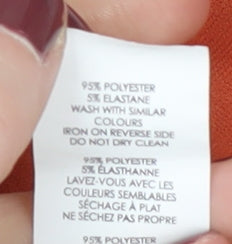 95% POLYESTER
5% ELASTANE
WASH WITH SIMILAR
COLOURS
IRON ON REVERSE SIDE
DO NOT DRY CLEAN
95% POLYESTER
5% ÉLASTHANNE
LAVEZ-VOUS AVEC LES
COULEURS SEMBLABLES
SÉCHAGE À PLAT
NE SÉCHEZ PAS PROPRE
95% POLYESTER